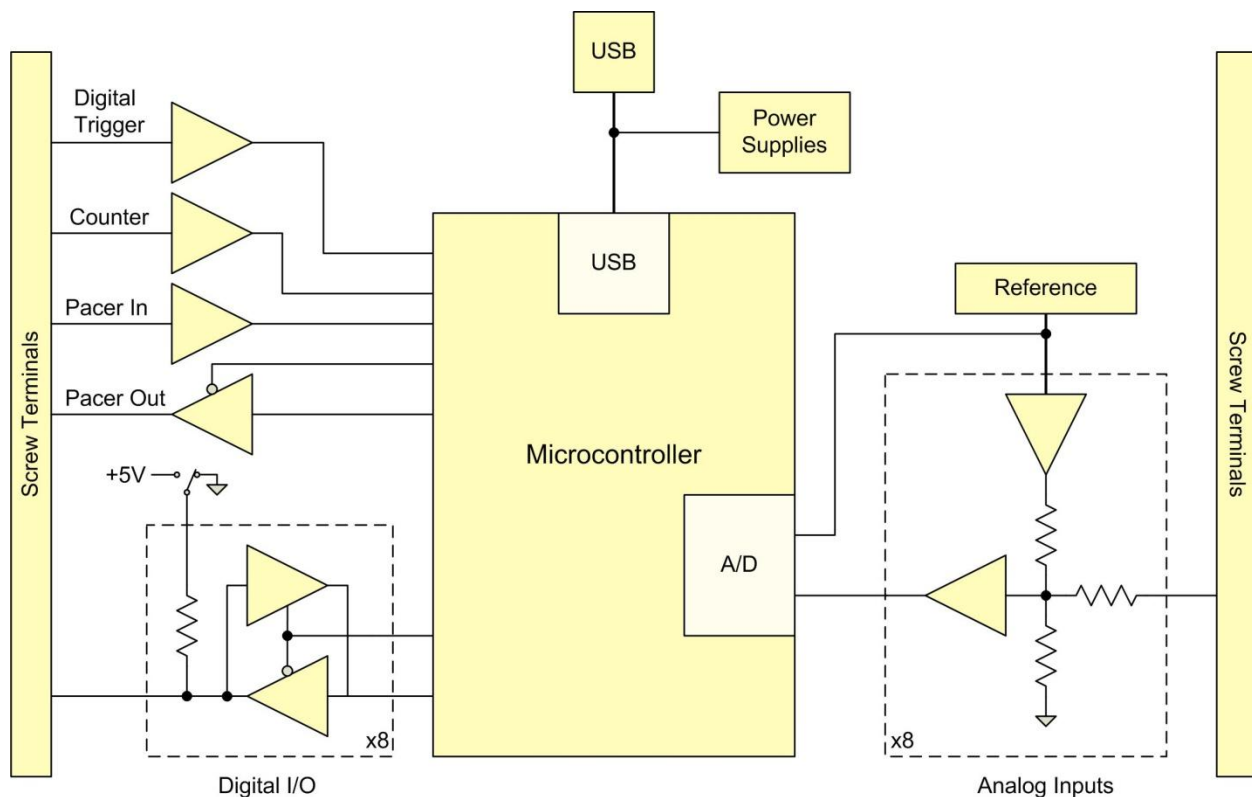 USB
Power
Supplies
Digital
Trigger
Counter
Pacer In
Pacer Out
Screw Terminals
+5V
x8
Digital I/O
USB
Microcontroller
A/D
Reference
x8
Analog Inputs
Screw Terminals